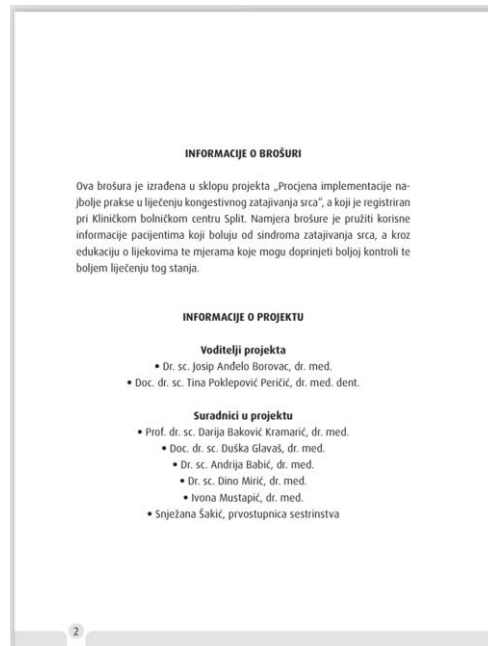 INFORMACIJE O BROŠURI
Ova brošura je izrađena u sklopu projekta „Procjena implementacije na-
jbolje prakse u liječenju kongestivnog zatajivanja srca“, a koji je registriran
pri Kliničkom bolničkom centru Split. Namjera brošure je pružiti korisne
informacije pacijentima koji boluju od sindroma zatajivanja srca, a kroz
edukaciju o lijekovima te mjerama koje mogu doprinjeti boljoj kontroli te
boljem liječenju tog stanja.
INFORMACIJE O PROJEKTU
Voditelji projekta
• Dr. sc. Josip Anđelo Borovac, dr. med.
• Doc. dr. sc. Tina Poklepović Peričić, dr. med. dent.
Suradnici u projektu
• Prof. dr. sc. Darija Baković Kramarić, dr. med.
• Doc. dr. sc. Duška Glavaš, dr. med.
• Dr. sc. Andrija Babić, dr. med.
• Dr. sc. Dino Mirić, dr. med.
• Ivona Mustapić, dr. med.
• Snježana Šakić, prvostupnica sestrinstva
2